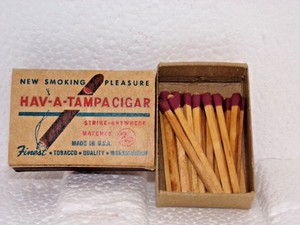 NEW SMOKING PLEASURE
HAV-A-TAMPA CIGAR
STRIKE-ANYWHERE
MATCHES
MADE IN U.S.A.
Finest TOBACCO • QUALITY •